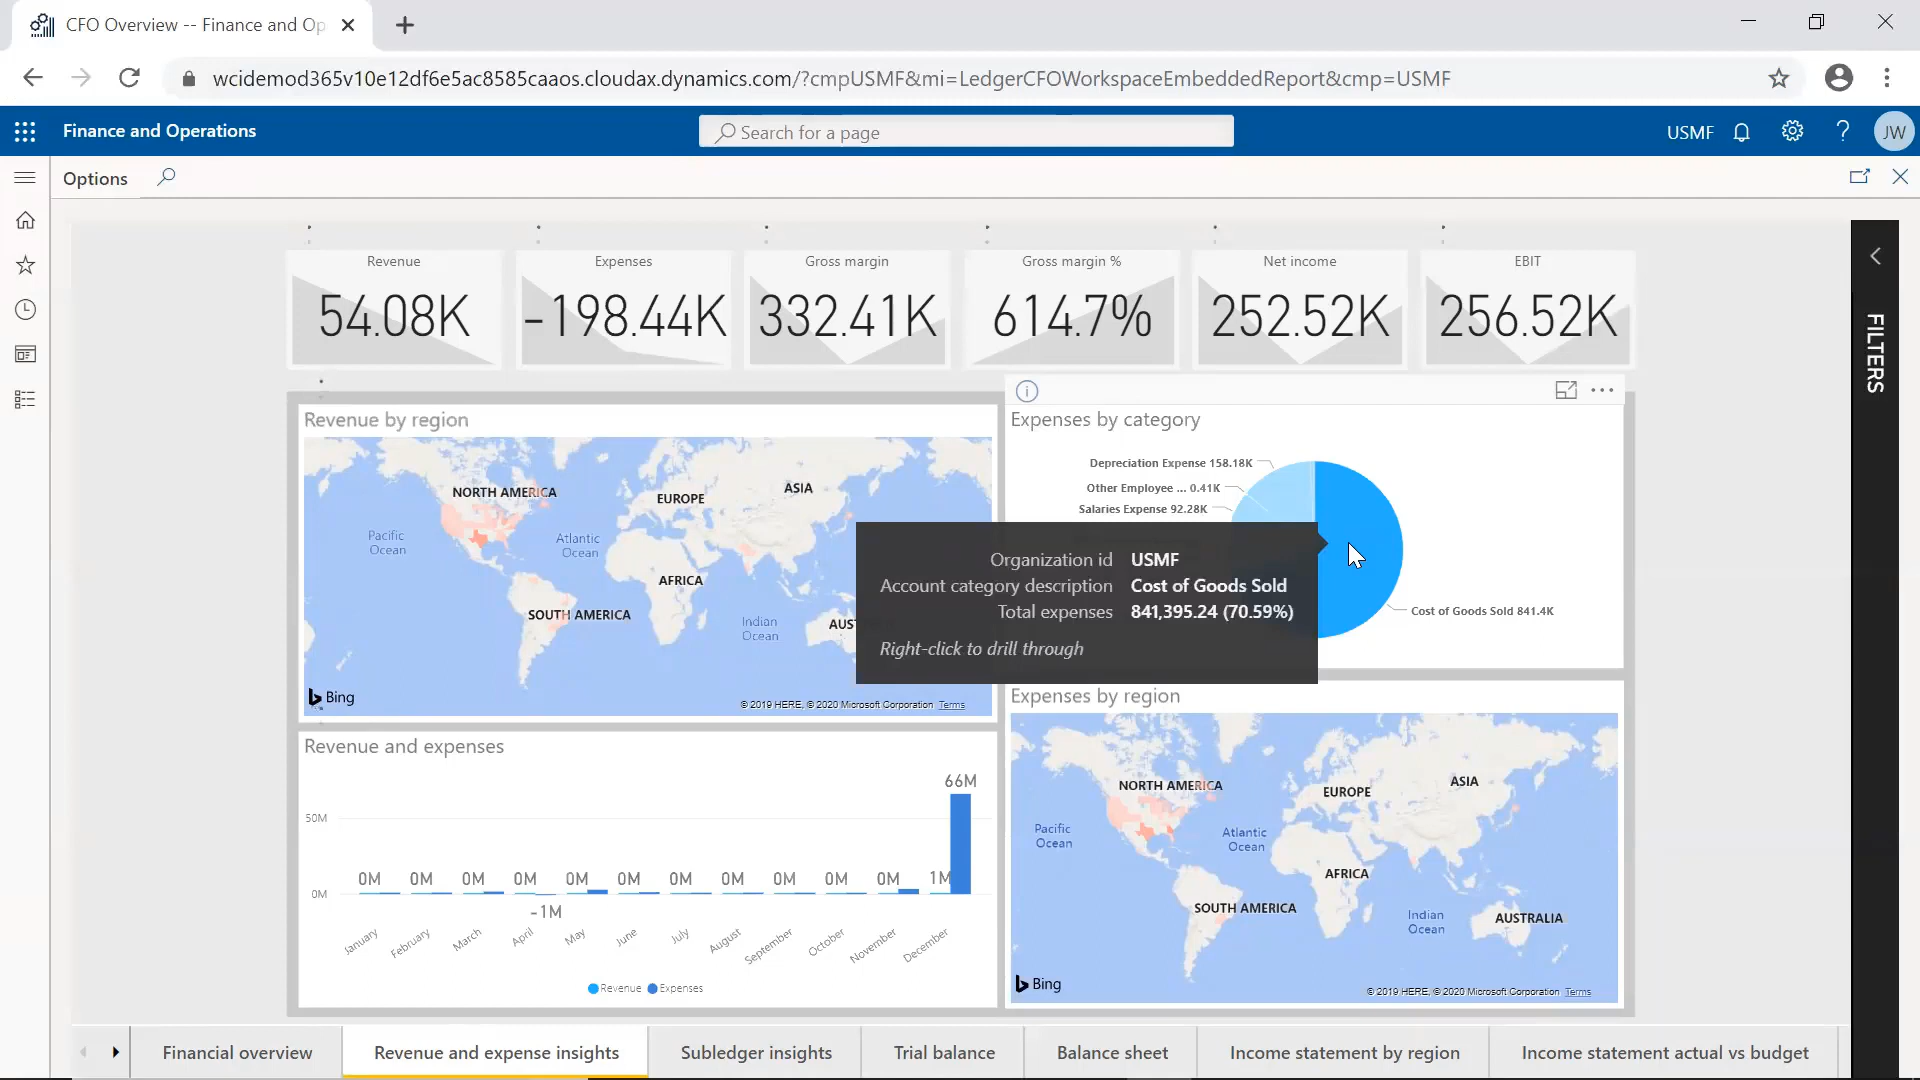 CFO Overview -- Finance and Op
wcidemod365v10e12df6e5ac8585caaos.cloudax.dynamics.com/?cmpUSMF&mi=LedgerCFOWorkspaceEmbeddedReport&cmp=USMF
Finance and Operations
Search for a page
USMF
JW
Options
Revenue
54.08K
Expenses
-198.44K
Gross margin
332.41K
Gross margin %
614.7%
Net income
252.52K
EBIT
256.52K
FILTERS
Revenue by region
NORTH AMERICA
EUROPE
ASIA
Pacific
Ocean
Atlantic
Ocean
AFRICA
SOUTH AMERICA
Indian
Ocean
AUS
Bing
© 2019 HERE, © 2020 Microsoft Corporation Terms
Expenses by category
Depreciation Expense 158.18K
Other Employee ... 0.41K
Salaries Expense 92.28K
Cost of Goods Sold 841.4K
Organization id USMF
Account category description Cost of Goods Sold
Total expenses 841,395.24 (70.59%)
Right-click to drill through
Revenue and expenses
66M
50M
0M
0M 0M 0M 0M 0M 0M 0M 0M 0M 0M 0M 1M
-1M
January February March April May June July August September October November December
Revenue Expenses
Expenses by region
NORTH AMERICA
EUROPE
ASIA
Pacific
Ocean
Atlantic
Ocean
AFRICA
SOUTH AMERICA
Indian
Ocean
AUSTRALIA
Bing
© 2019 HERE, © 2020 Microsoft Corporation Terms
Financial overview
Revenue and expense insights
Subledger insights
Trial balance
Balance sheet
Income statement by region
Income statement actual vs budget